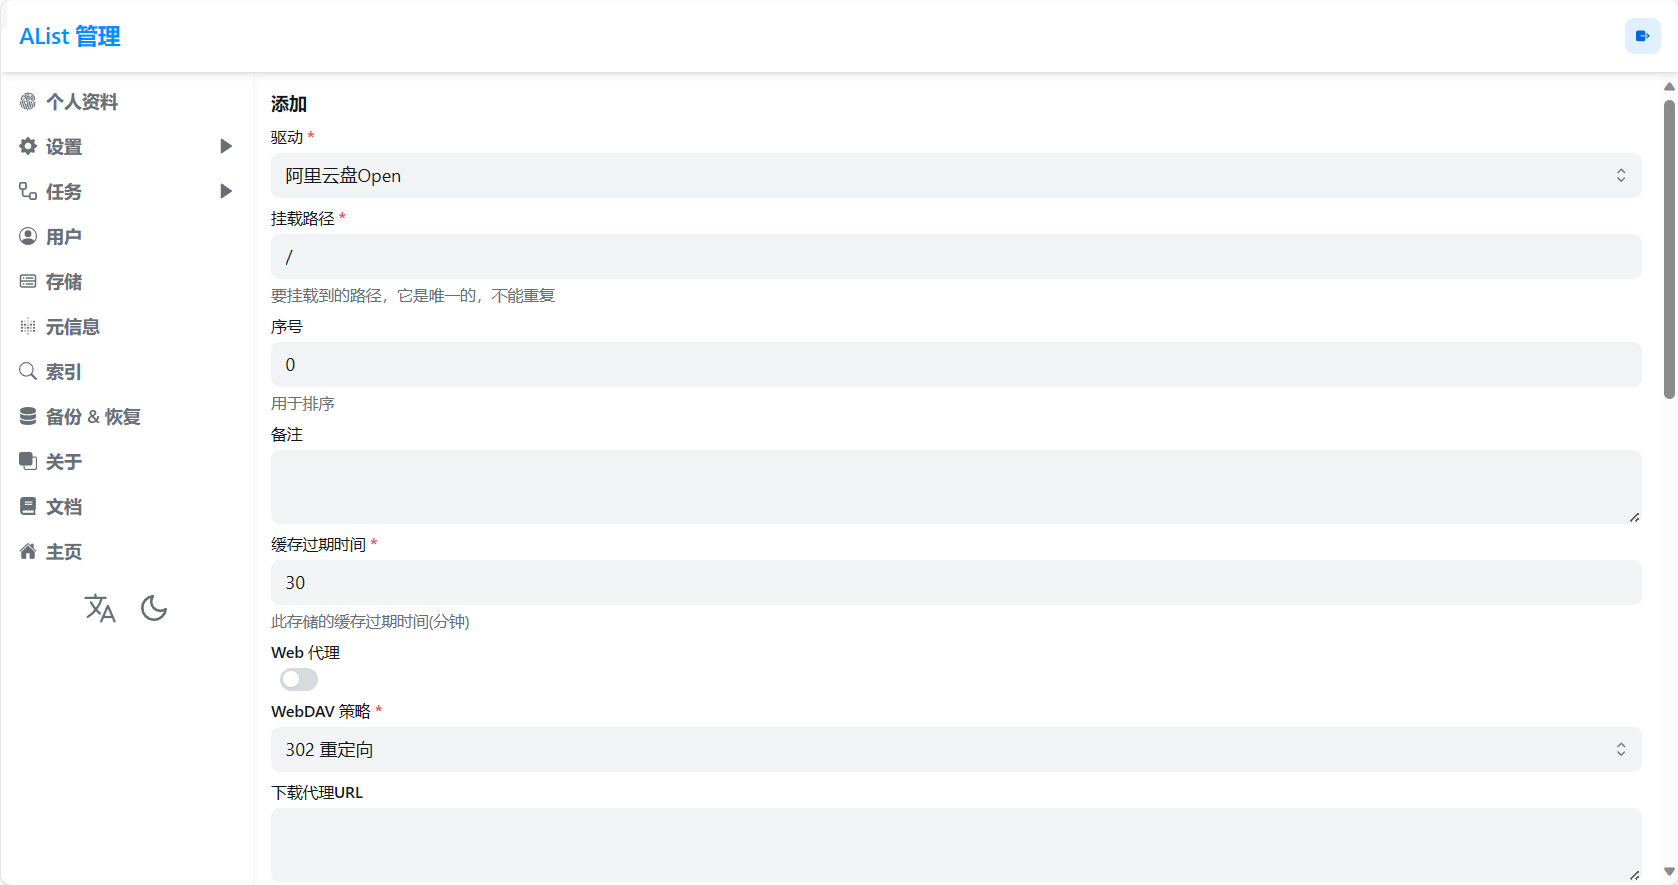 AList 管理
个人资料
设置
任务
用户
存储
元信息
索引
备份 & 恢复
关于
文档
主页
添加
驱动 *
阿里云盘Open
挂载路径 *
/
要挂载到的路径，它是唯一的，不能重复
序号
0
用于排序
备注
缓存过期时间 *
30
此存储的缓存过期时间(分钟)
Web 代理
WebDAV 策略 *
302 重定向
下载代理URL